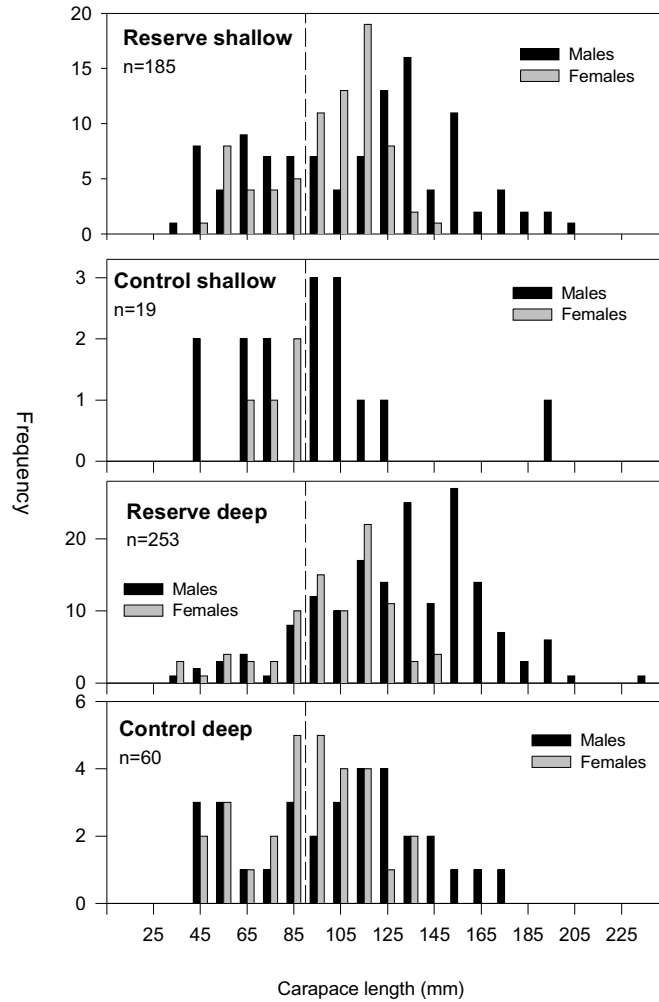 20
15
10
5
0
Reserve shallow
n=185
Males
Females
3
2
1
0
Control shallow
n=19
Males
Females
Frequency
20
10
0
Reserve deep
n=253
Males
Females
6
4
2
0
Control deep
n=60
Males
Females
25 45 65 85 105 125 145 165 185 205 225
Carapace length (mm)